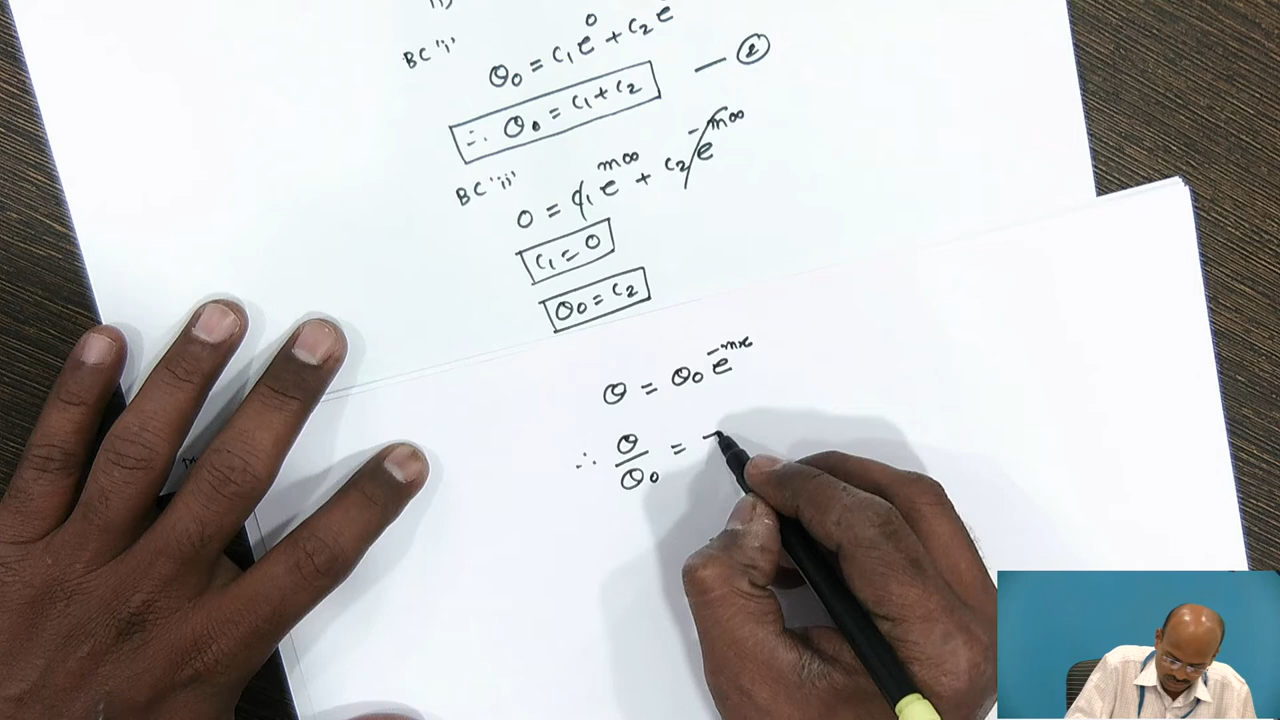 BC 'i'
θ₀ = C₁e⁰ + C₂e
∴ θ₀ = C₁ + C₂ — ②
BC 'ii'
0 = C₁e^m∞ + C₂e^-m∞
C₁ = 0
θ₀ = C₂
θ = θ₀e^-mx
∴ θ/θ₀ =